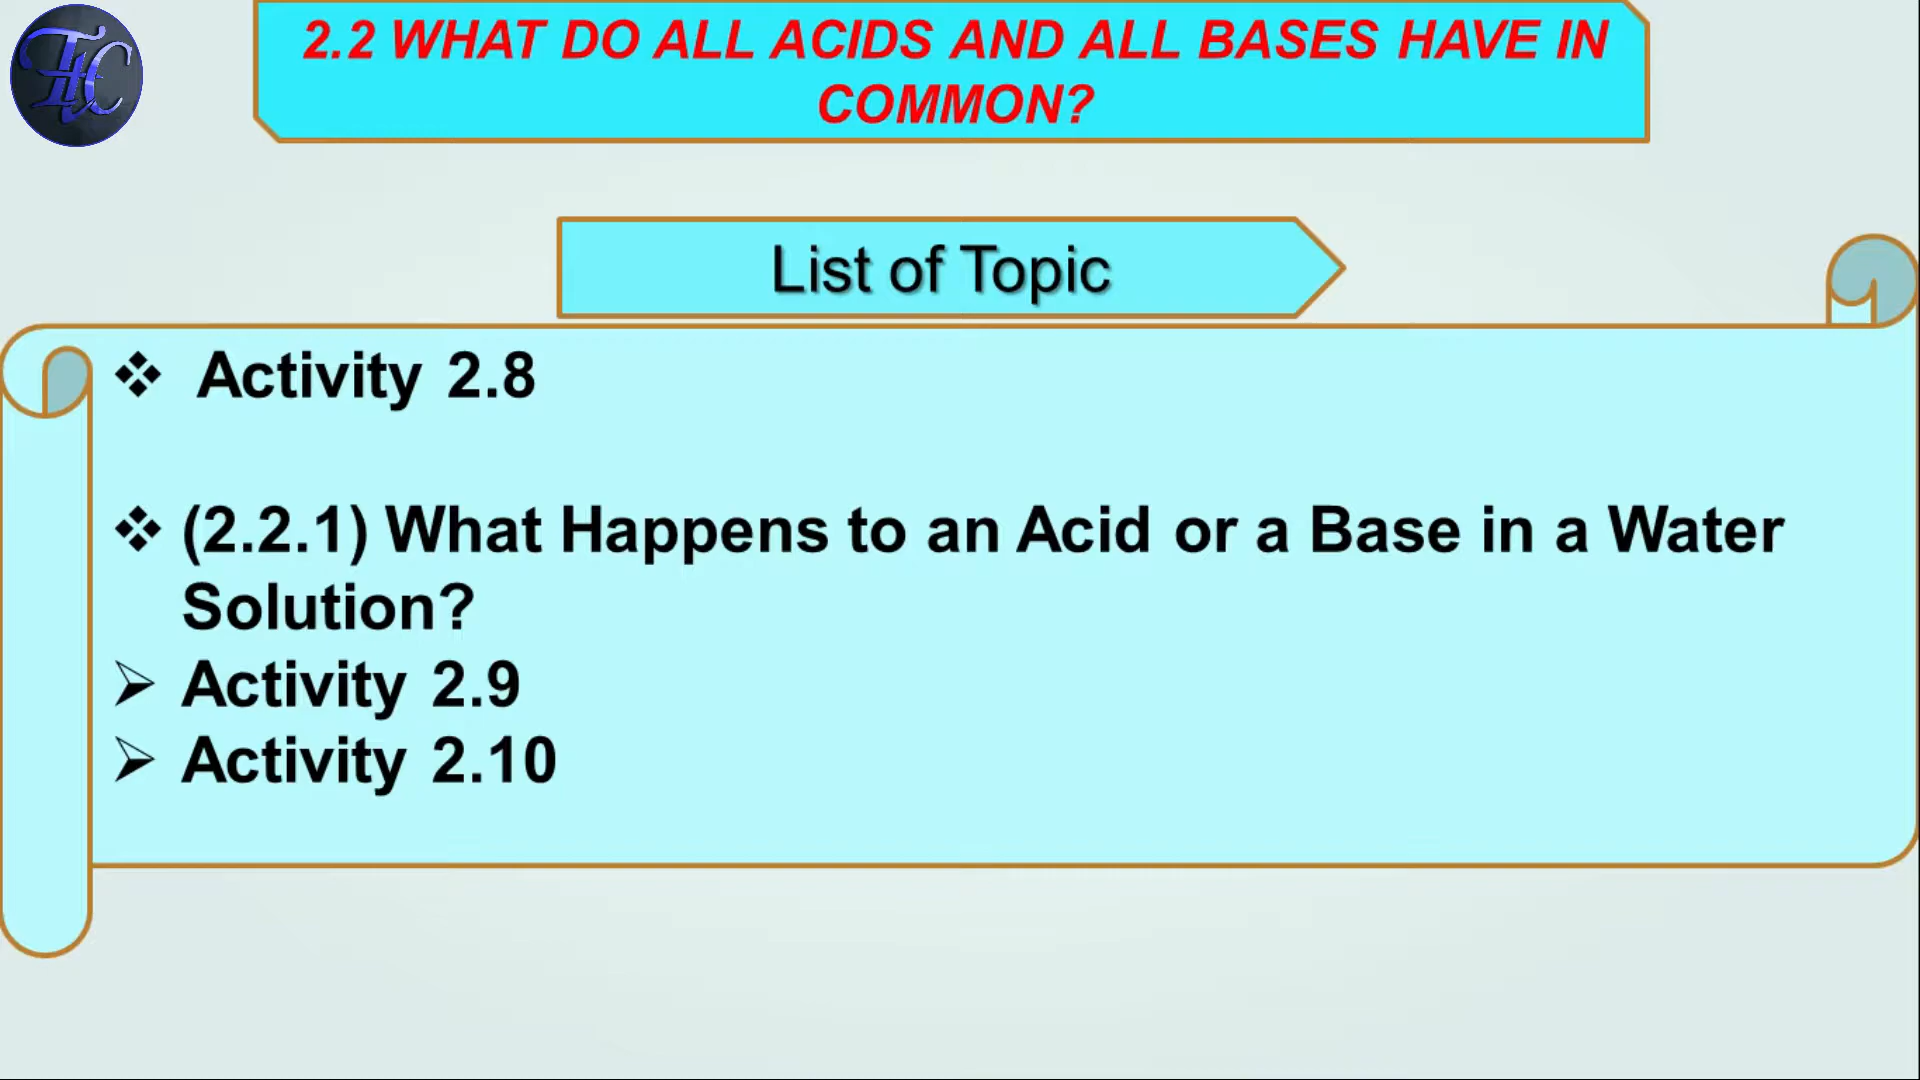 2.2 WHAT DO ALL ACIDS AND ALL BASES HAVE IN
COMMON?
List of Topic
Activity 2.8
(2.2.1) What Happens to an Acid or a Base in a Water
Solution?
Activity 2.9
Activity 2.10